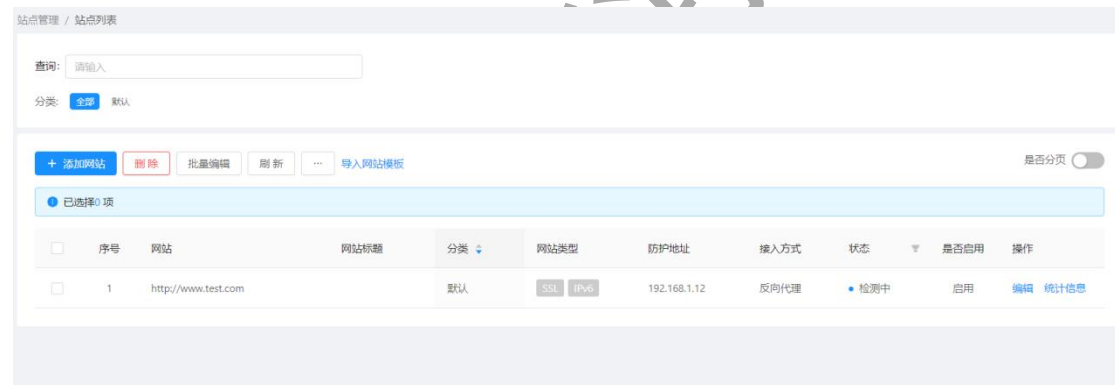 站点管理 / 站点列表
查询: 请输入
分类: 全部 默认
+ 添加网站 删除 批量编辑 刷新 ··· 导入网站模板 是否分页
已选择0 项
序号 网站 网站标题 分类 网站类型 防护地址 接入方式 状态 是否启用 操作
1 http://www.test.com 默认 SSL IPv6 192.168.1.12 反向代理 检测中 启用 编辑 统计信息